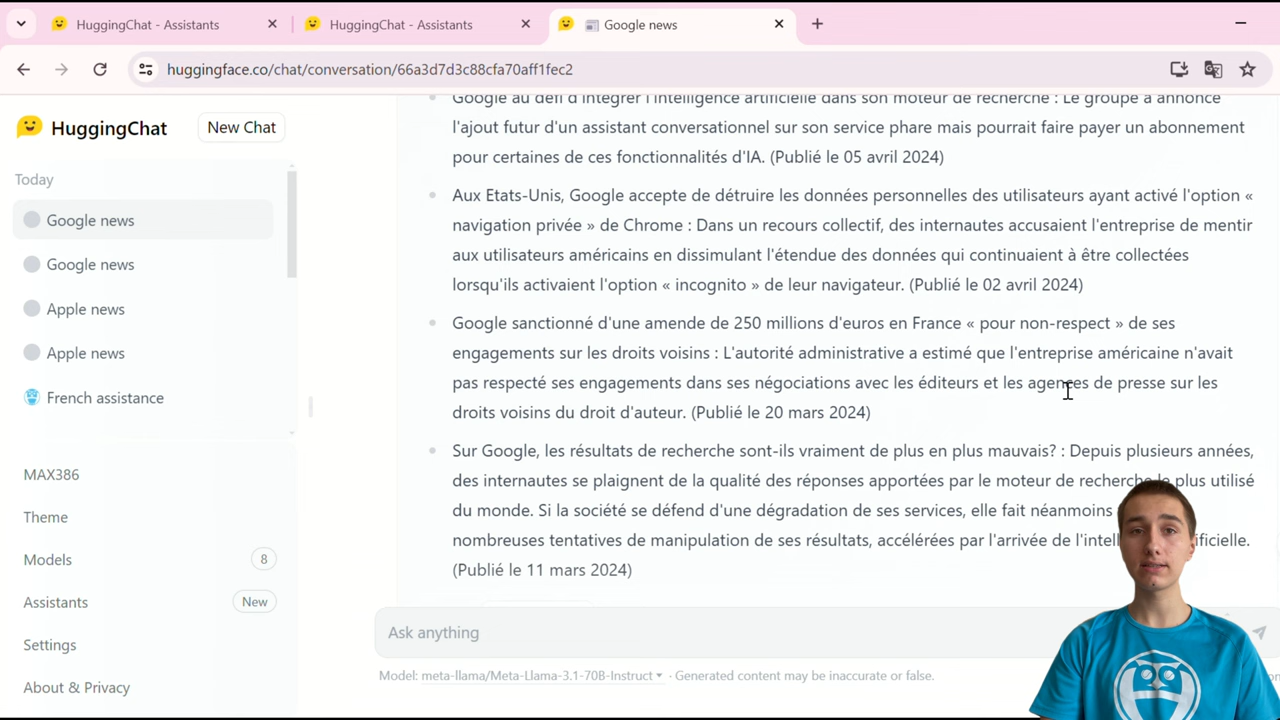 HuggingChat - Assistants
HuggingChat - Assistants
Google news
huggingface.co/chat/conversation/66a3d7d3c88cfa70aff1fec2
HuggingChat
New Chat
Today
Google news
Google news
Apple news
Apple news
French assistance
MAX386
Theme
Models 8
Assistants New
Settings
About & Privacy
Google au défi d'intégrer l'intelligence artificielle dans son moteur de recherche : Le groupe a annoncé
l'ajout futur d'un assistant conversationnel sur son service phare mais pourrait faire payer un abonnement
pour certaines de ces fonctionnalités d'IA. (Publié le 05 avril 2024)
Aux Etats-Unis, Google accepte de détruire les données personnelles des utilisateurs ayant activé l'option «
navigation privée » de Chrome : Dans un recours collectif, des internautes accusaient l'entreprise de mentir
aux utilisateurs américains en dissimulant l'étendue des données qui continuaient à être collectées
lorsqu'ils activaient l'option « incognito » de leur navigateur. (Publié le 02 avril 2024)
Google sanctionné d'une amende de 250 millions d'euros en France « pour non-respect » de ses
engagements sur les droits voisins : L'autorité administrative a estimé que l'entreprise américaine n'avait
pas respecté ses engagements dans ses négociations avec les éditeurs et les agences de presse sur les
droits voisins du droit d'auteur. (Publié le 20 mars 2024)
Sur Google, les résultats de recherche sont-ils vraiment de plus en plus mauvais? : Depuis plusieurs années,
des internautes se plaignent de la qualité des réponses apportées par le moteur de recherche le plus utilisé
du monde. Si la société se défend d'une dégradation de ses services, elle fait néanmoins
nombreuses tentatives de manipulation de ses résultats, accélérées par l'arrivée de
(Publié le 11 mars 2024)
Ask anything
Model: meta-llama/Meta-Llama-3.1-70B-Instruct · Generated content may be inaccurate or false.